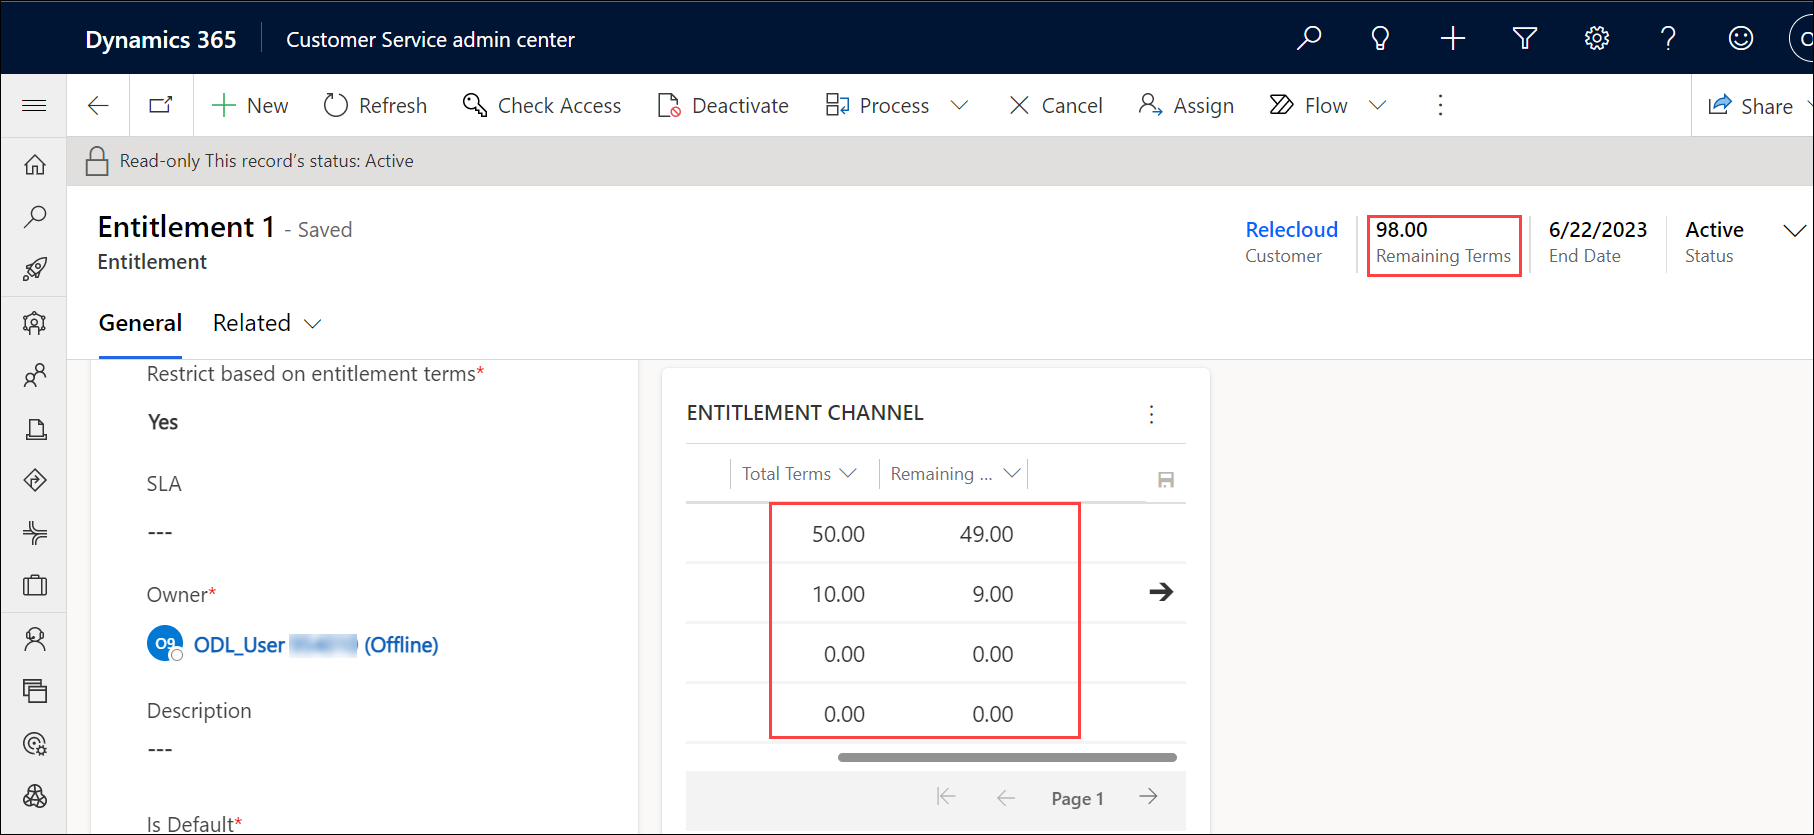 Dynamics 365 Customer Service admin center
New Refresh Check Access Deactivate Process Cancel Assign Flow Share
Read-only This record's status: Active
Entitlement 1 - Saved
Entitlement
Relecloud
Customer
98.00
Remaining Terms
6/22/2023
End Date
Active
Status
General Related
Restrict based on entitlement terms*
Yes
SLA
---
Owner*
O9 ODL_User (Offline)
Description
---
Is Default*
ENTITLEMENT CHANNEL
Total Terms Remaining ...
50.00 49.00
10.00 9.00
0.00 0.00
0.00 0.00
Page 1